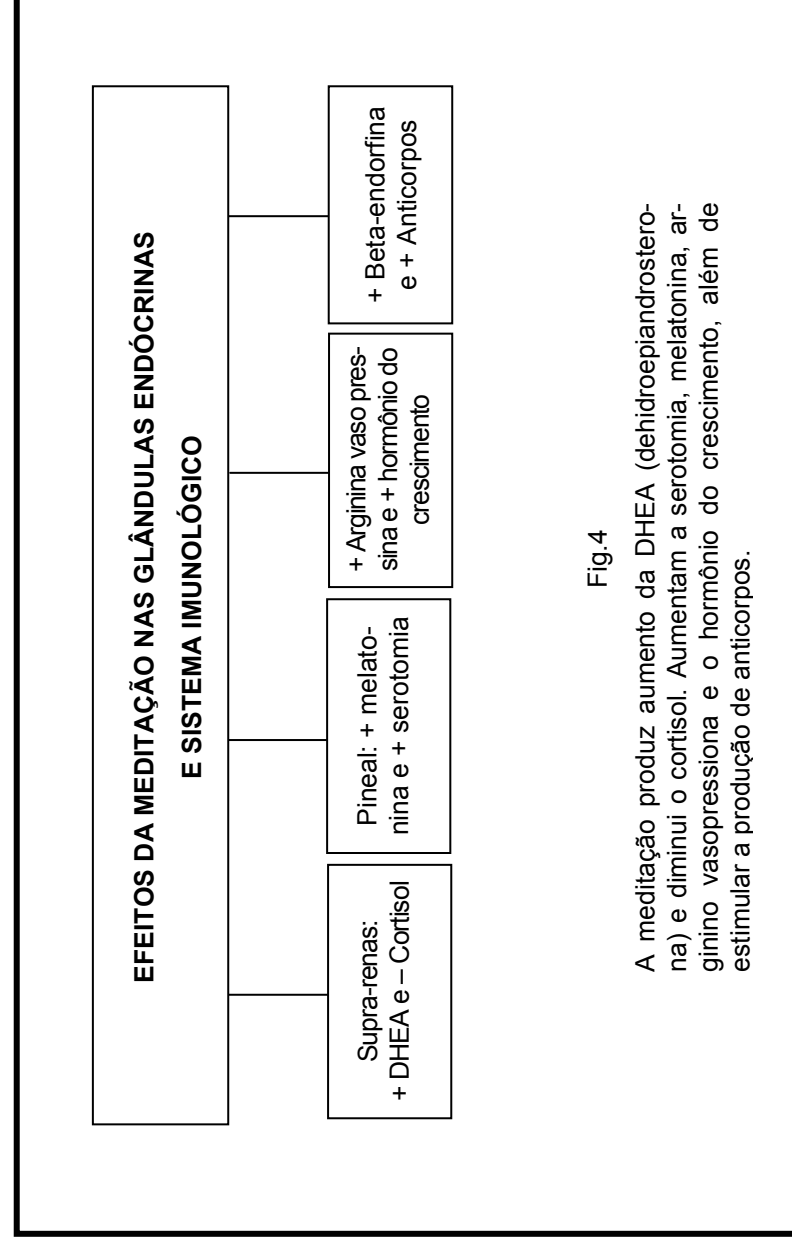 EFEITOS DA MEDITAÇÃO NAS GLÂNDULAS ENDÓCRINAS
E SISTEMA IMUNOLÓGICO
Supra-renas:
+ DHEA e – Cortisol
Pineal: + melato-
nina e + serotomia
+ Arginina vaso pres-
sina e + hormônio do
crescimento
+ Beta-endorfina
e + Anticorpos
Fig.4
A meditação produz aumento da DHEA (dehidroepiandrostero-
na) e diminui o cortisol. Aumentam a serotomia, melatonina, ar-
ginino vasopressiona e o hormônio do crescimento, além de
estimular a produção de anticorpos.